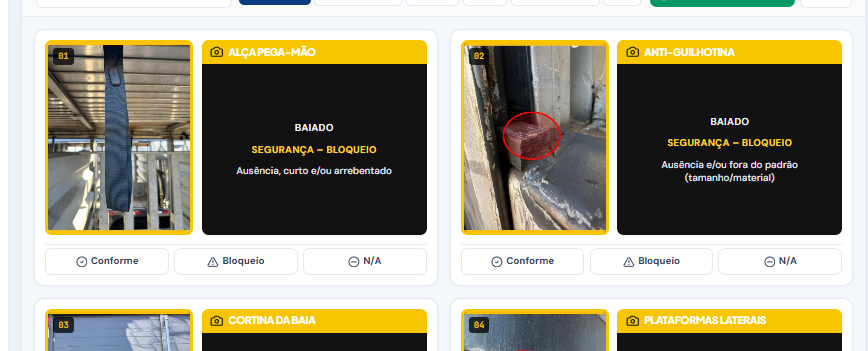 01
ALÇA PEGA-MÃO
BAIADO
SEGURANÇA – BLOQUEIO
Ausência, curto e/ou arrebentado
Conforme
Bloqueio
N/A
02
ANTI-GUILHOTINA
BAIADO
SEGURANÇA – BLOQUEIO
Ausência e/ou fora do padrão
(tamanho/material)
Conforme
Bloqueio
N/A
03
CORTINA DA BAIA
04
PLATAFORMAS LATERAIS